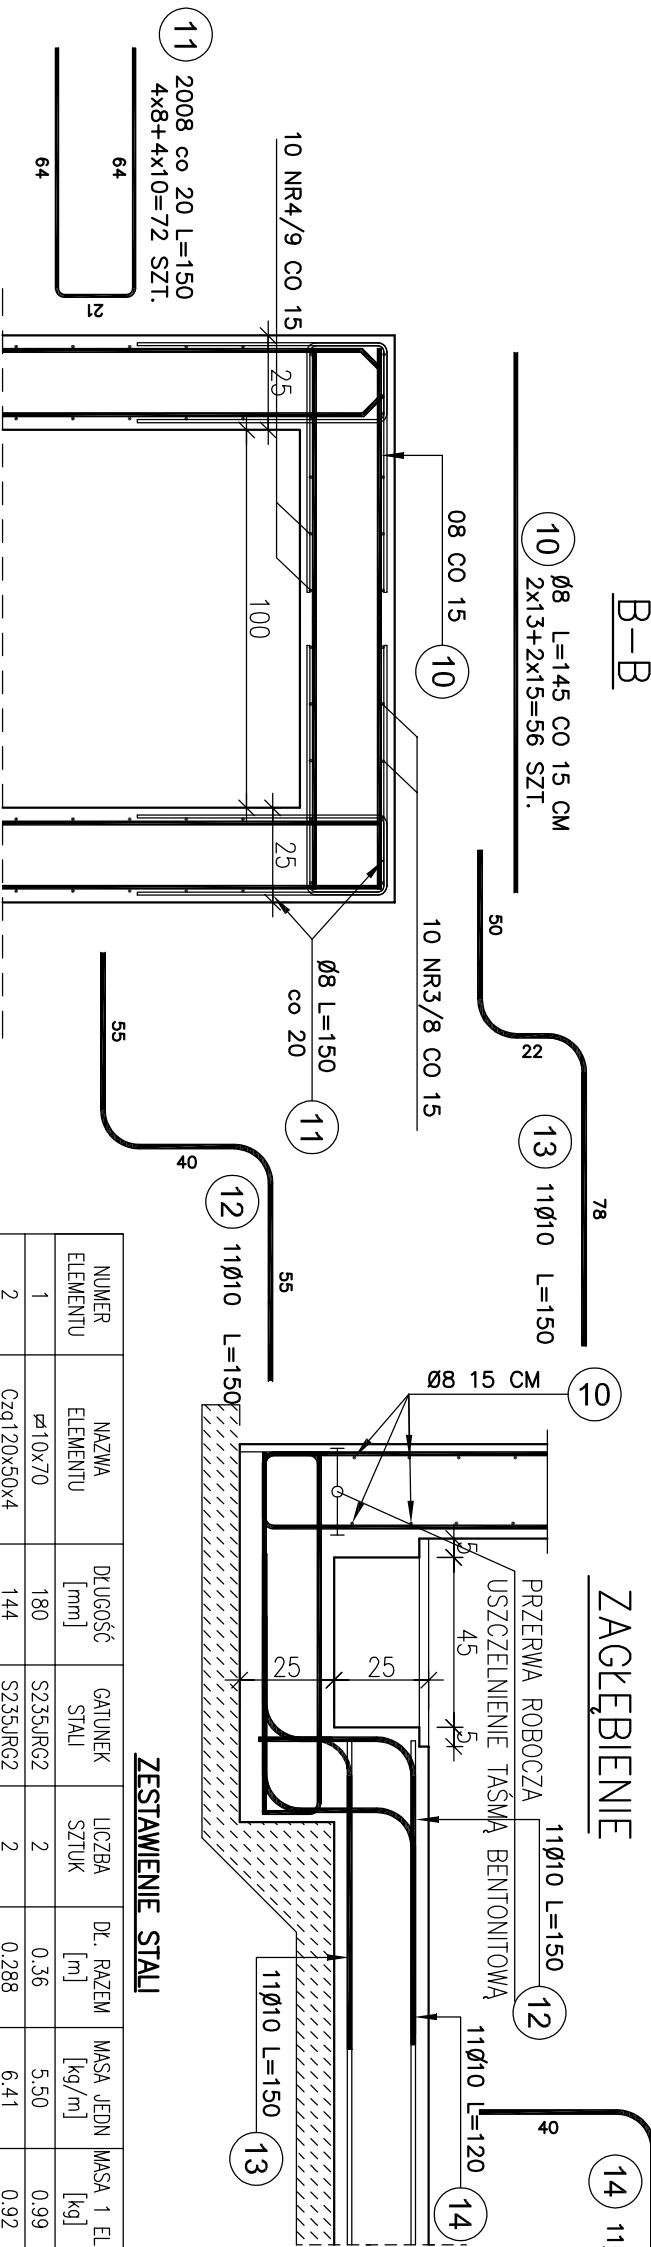 B–B
10 Ø8 L=145 CO 15 CM
2x13+2x15=56 SZT.
11 2008 co 20 L=150
4x8+4x10=72 SZT.
64
64
21
10 NR4/9 CO 15
08 CO 15
10
25
100
25
10 NR3/8 CO 15
Ø8 L=150
co 20
11
50
22
78
13 11Ø10 L=150
55
40
55
12 11Ø10 L=150
ZAGŁĘBIENIE
Ø8 15 CM
10
PRZERWA ROBOCZA
USZCZELNIENIE TAŚMĄ BENTONITOWĄ
5
45
5
25
25
11Ø10 L=150
12
11Ø10 L=120
14
11Ø10 L=150
13
40
14
ZESTAWIENIE STALI
NUMER ELEMENTU NAZWA ELEMENTU DŁUGOŚĆ [mm] GATUNEK STALI LICZBA SZTUK DŁ. RAZEM [m] MASA JEDN [kg/m] MASA 1 EL [kg]
1 ⌀10x70 180 S235JRG2 2 0.36 5.50 0.99
2 Czq120x50x4 144 S235JRG2 2 0.288 6.41 0.92